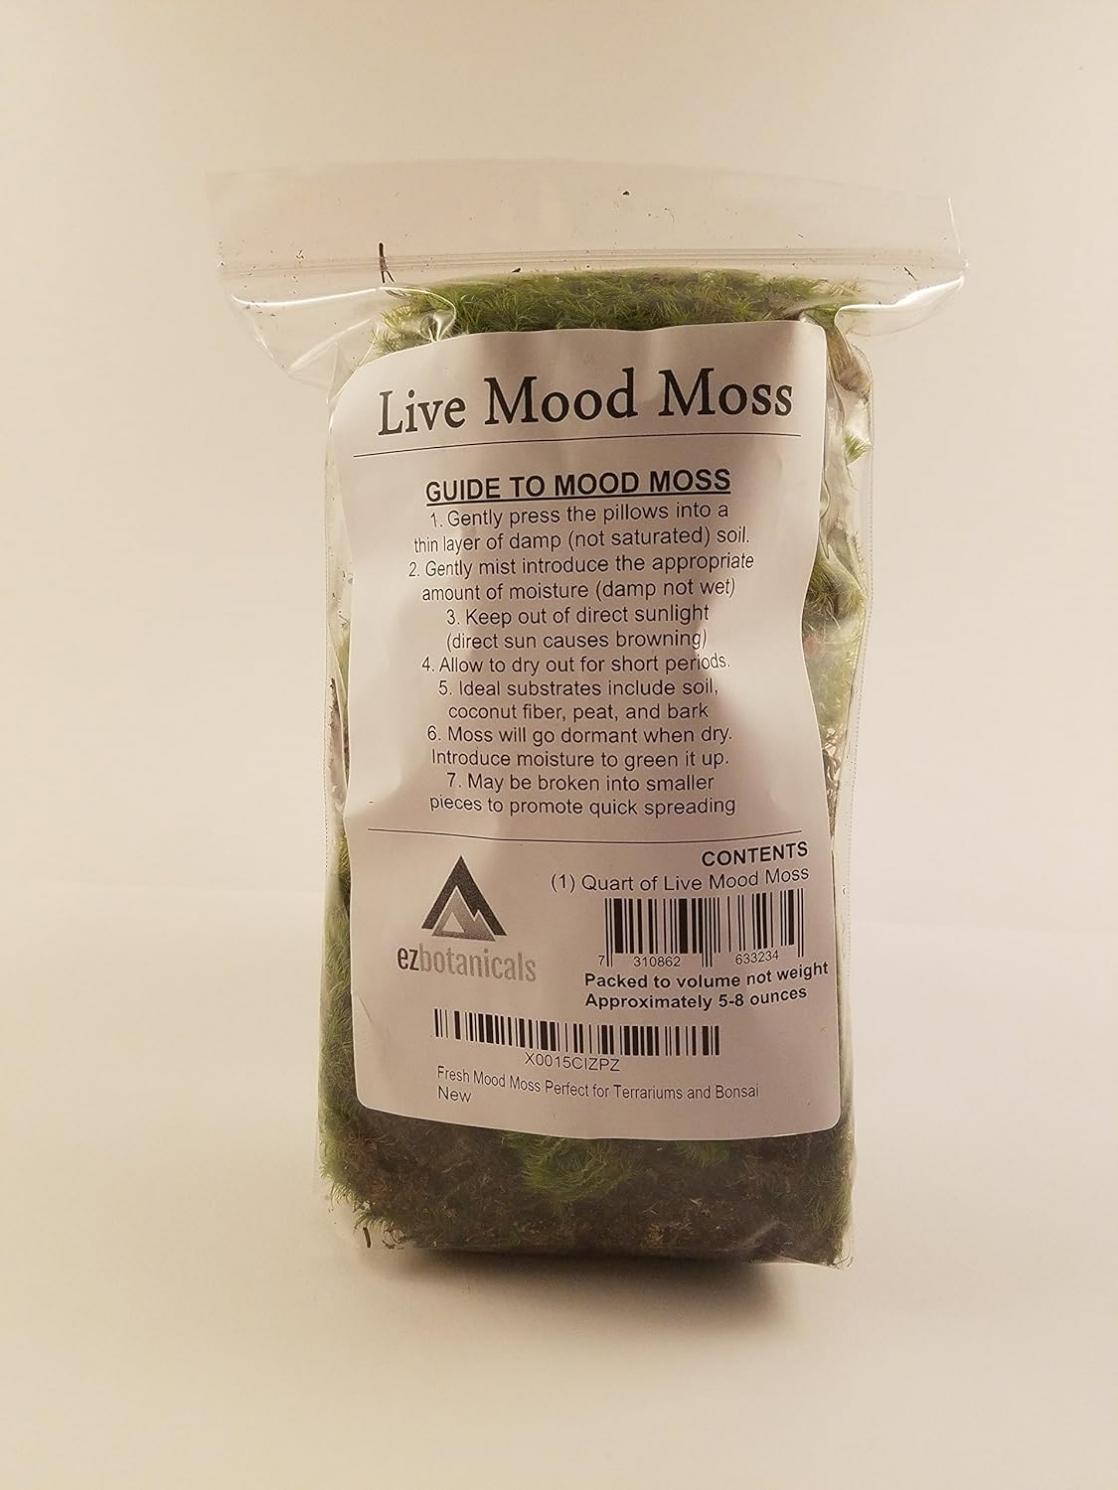 Live Mood Moss
GUIDE TO MOOD MOSS
1. Gently press the pillows into a
thin layer of damp (not saturated) soil.
2. Gently mist introduce the appropriate
amount of moisture (damp not wet)
3. Keep out of direct sunlight
(direct sun causes browning)
4. Allow to dry out for short periods.
5. Ideal substrates include soil,
coconut fiber, peat, and bark
6. Moss will go dormant when dry.
Introduce moisture to green it up.
7. May be broken into smaller
pieces to promote quick spreading
CONTENTS
(1) Quart of Live Mood Moss
7 310862 633234
Packed to volume not weight
Approximately 5-8 ounces
ezbotanicals
X0015CIZPZ
Fresh Mood Moss Perfect for Terrariums and Bonsai
New